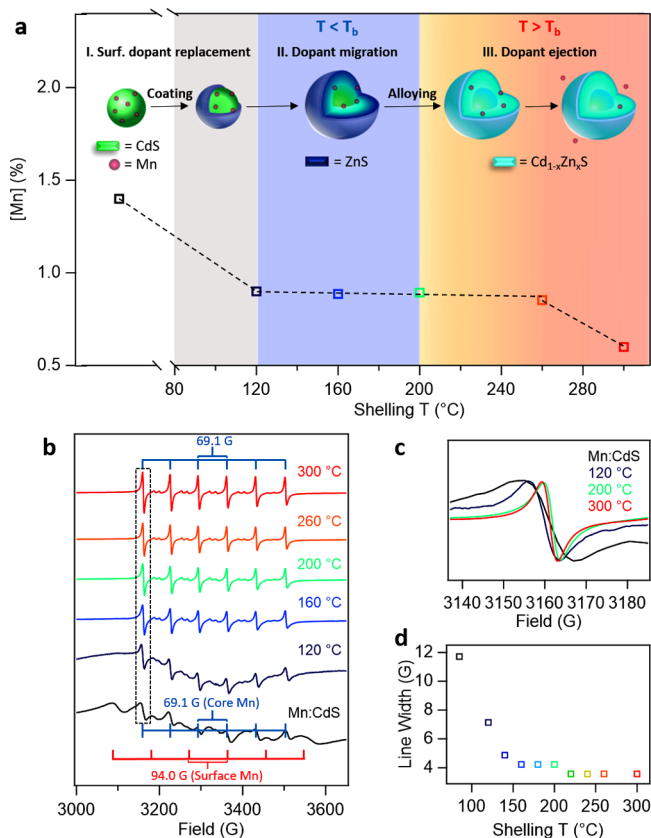 a
T < Tb
T > Tb
I. Surf. dopant replacement
II. Dopant migration
III. Dopant ejection
Coating
Alloying
= CdS
= Mn
= ZnS
= Cd1-xZnxS
[Mn] (%)
2.0
1.5
1.0
0.5
80
120
160
200
240
280
Shelling T (°C)
b
69.1 G
300 °C
260 °C
200 °C
160 °C
120 °C
69.1 G (Core Mn)
Mn:CdS
94.0 G (Surface Mn)
3000
3200
3400
3600
Field (G)
c
Mn:CdS
120 °C
200 °C
300 °C
3140
3150
3160
3170
3180
Field (G)
d
Line Width (G)
12
10
8
6
4
100
150
200
250
300
Shelling T (°C)